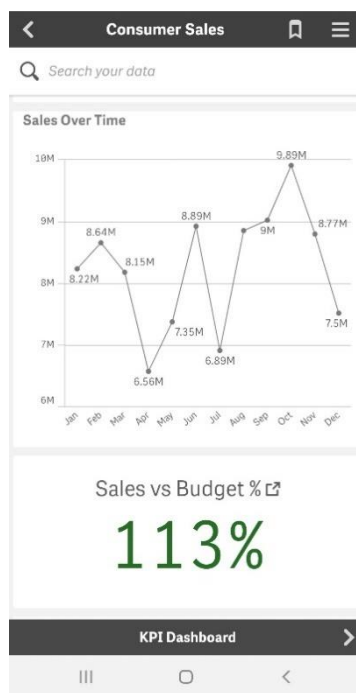 Consumer Sales
Search your data
Sales Over Time
10M
9.89M
9M
8.64M
8.89M
9M
8.77M
8M
8.22M
8.15M
7.5M
7M
7.35M
6.89M
6.56M
6M
Jan Feb Mar Apr May Jun Jul Aug Sep Oct Nov Dec
Sales vs Budget %
113%
KPI Dashboard